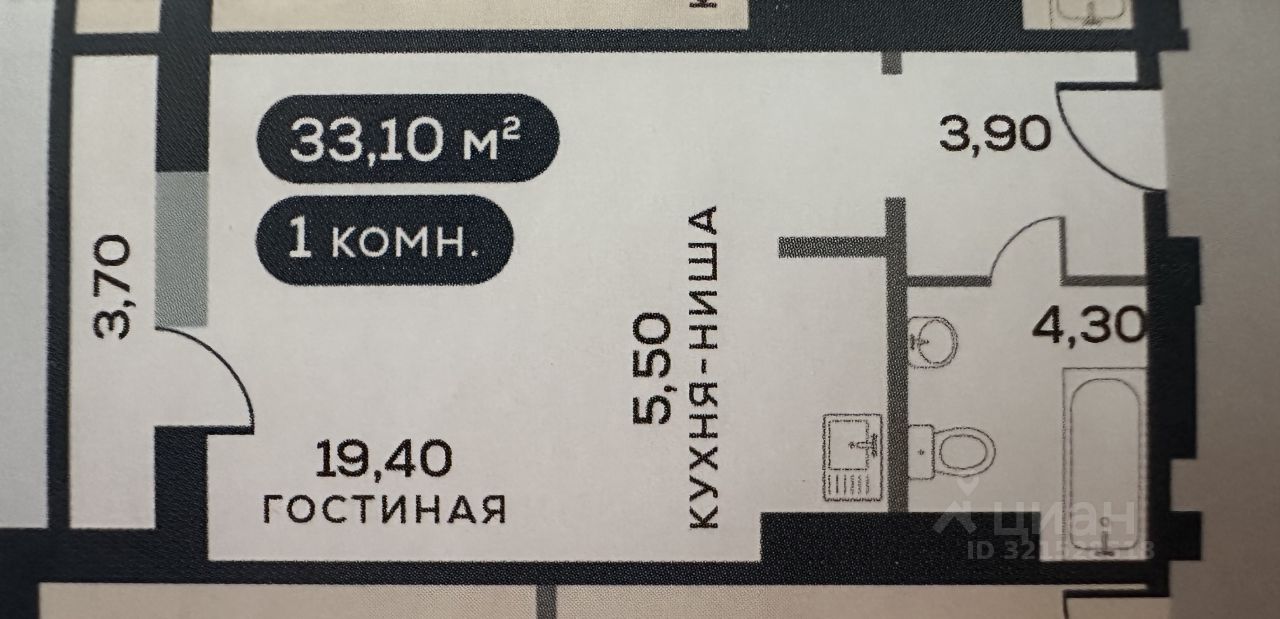 33,10 м²
1 комн.
3,90
3,70
5,50
КУХНЯ-НИША
4,30
19,40
ГОСТИНАЯ
циан